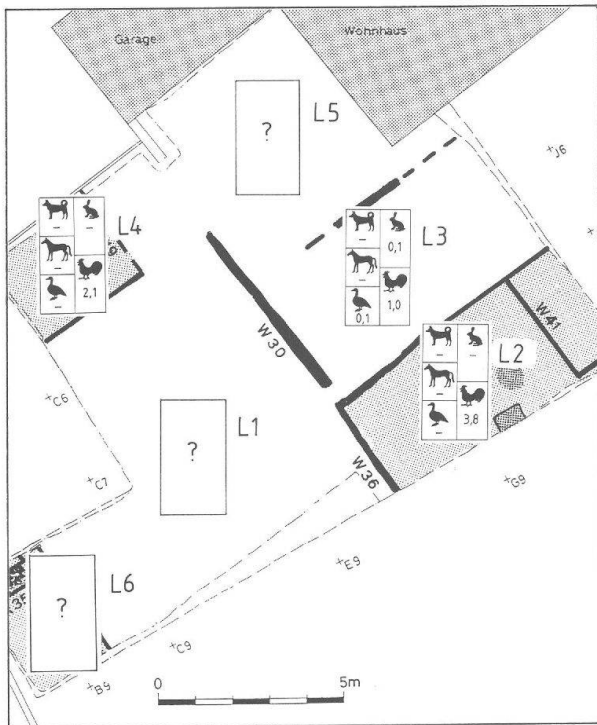 Garage
Wohnhaus
?
L5
J6
L4
–
–
–
2,1
–
L3
–
0,1
–
0,1
1,0
W30
W41
L2
–
–
–
3,8
–
C6
?
L1
C7
W36
G9
E9
L6
?
C9
B9
0
5m